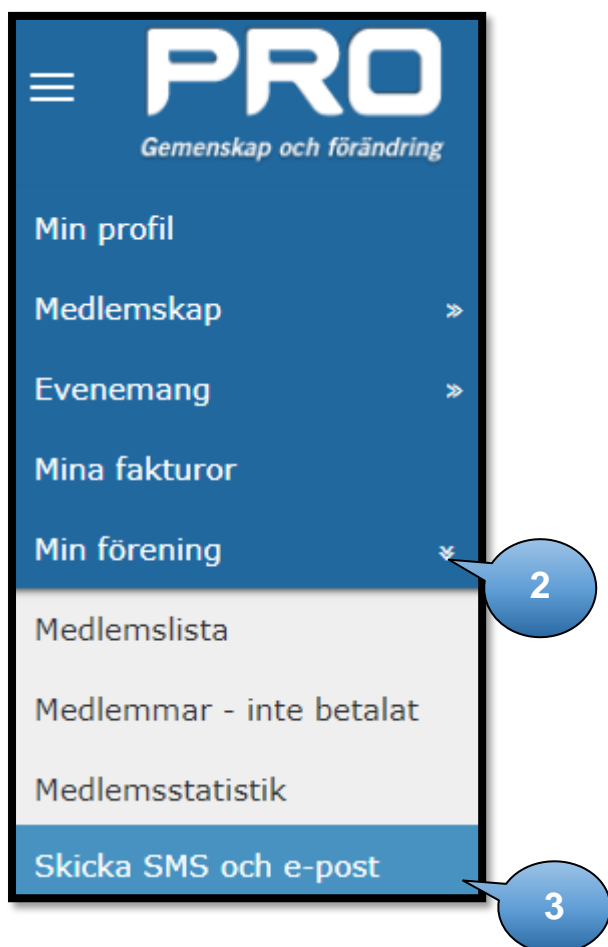 PRO
Gemenskap och förändring
Min profil
Medlemskap
Evenemang
Mina fakturor
Min förening
2
Medlemslista
Medlemmar - inte betalat
Medlemsstatistik
Skicka SMS och e-post
3